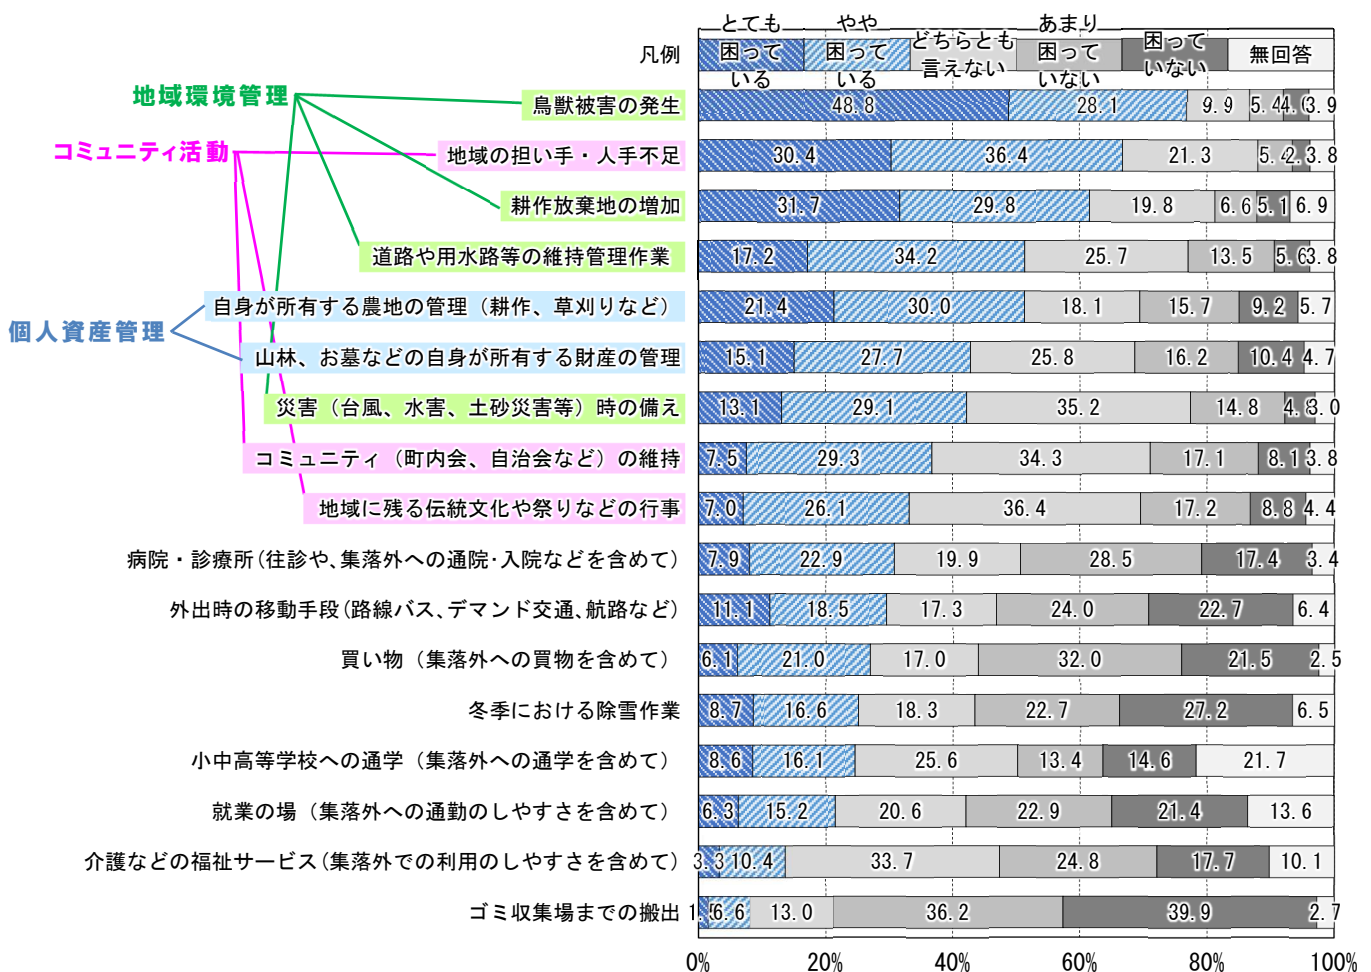 凡例
とても
困って
いる
やや
困って
いる
どちらとも
言えない
あまり
困って
いない
困って
いない
無回答
地域環境管理
コミュニティ活動
個人資産管理
鳥獣被害の発生 48.8 28.1 9.9 5.4 4.0 3.9
地域の担い手・人手不足 30.4 36.4 21.3 5.4 3.8
耕作放棄地の増加 31.7 29.8 19.8 6.6 5.1 6.9
道路や用水路等の維持管理作業 17.2 34.2 25.7 13.5 5.6 3.8
自身が所有する農地の管理（耕作、草刈りなど） 21.4 30.0 18.1 15.7 9.2 5.7
山林、お墓などの自身が所有する財産の管理 15.1 27.7 25.8 16.2 10.4 4.7
災害（台風、水害、土砂災害等）時の備え 13.1 29.1 35.2 14.8 4.8 3.0
コミュニティ（町内会、自治会など）の維持 7.5 29.3 34.3 17.1 8.1 3.8
地域に残る伝統文化や祭りなどの行事 7.0 26.1 36.4 17.2 8.8 4.4
病院・診療所（往診や、集落外への通院・入院などを含めて） 7.9 22.9 19.9 28.5 17.4 3.4
外出時の移動手段（路線バス、デマンド交通、航路など） 11.1 18.5 17.3 24.0 22.7 6.4
買い物（集落外への買物を含めて） 6.1 21.0 17.0 32.0 21.5 2.5
冬季における除雪作業 8.7 16.6 18.3 22.7 27.2 6.5
小中高等学校への通学（集落外への通学を含めて） 8.6 16.1 25.6 13.4 14.6 21.7
就業の場（集落外への通勤のしやすさを含めて） 6.3 15.2 20.6 22.9 21.4 13.6
介護などの福祉サービス（集落外での利用のしやすさを含めて） 3.3 10.4 33.7 24.8 17.7 10.1
ゴミ収集場までの搬出 6.6 13.0 36.2 39.9 2.7
0% 20% 40% 60% 80% 100%